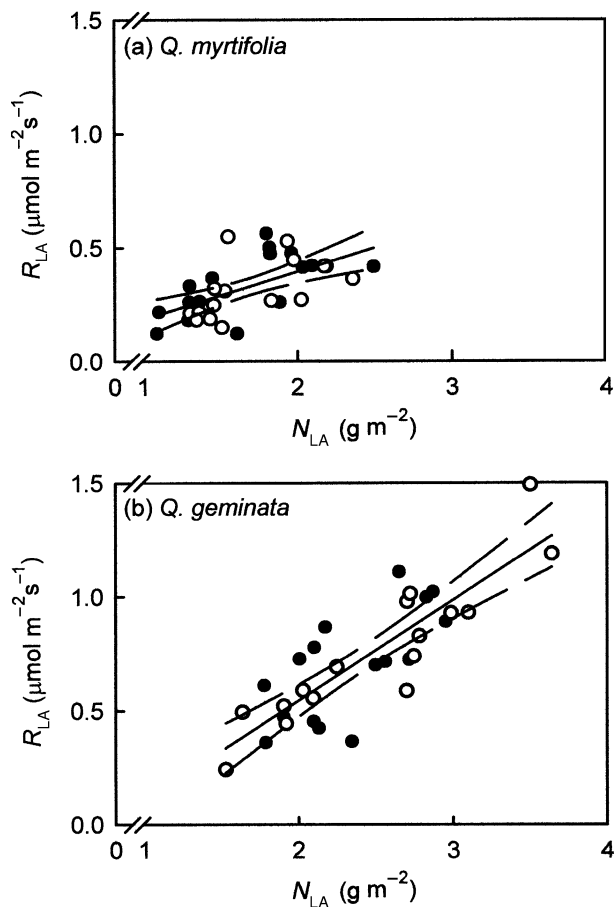 1.5
(a) Q. myrtifolia
1.0
0.5
0.0
R_LA (μmol m⁻² s⁻¹)
0 1 2 3 4
N_LA (g m⁻²)
1.5
(b) Q. geminata
1.0
0.5
0.0
R_LA (μmol m⁻² s⁻¹)
0 1 2 3 4
N_LA (g m⁻²)